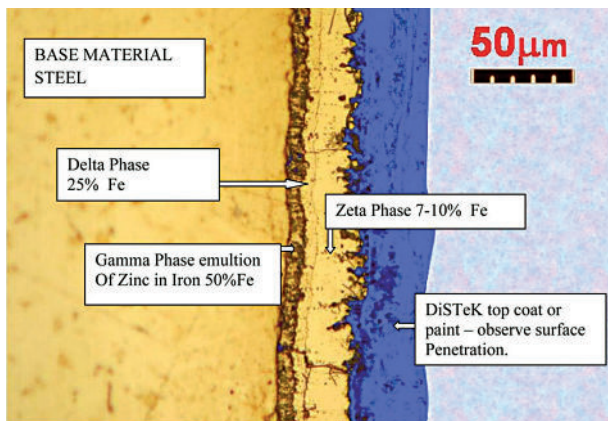 BASE MATERIAL
STEEL
50µm
Delta Phase
25% Fe
Zeta Phase 7-10% Fe
Gamma Phase emultion
Of Zinc in Iron 50%Fe
DiSTeK top coat or
paint – observe surface
Penetration.